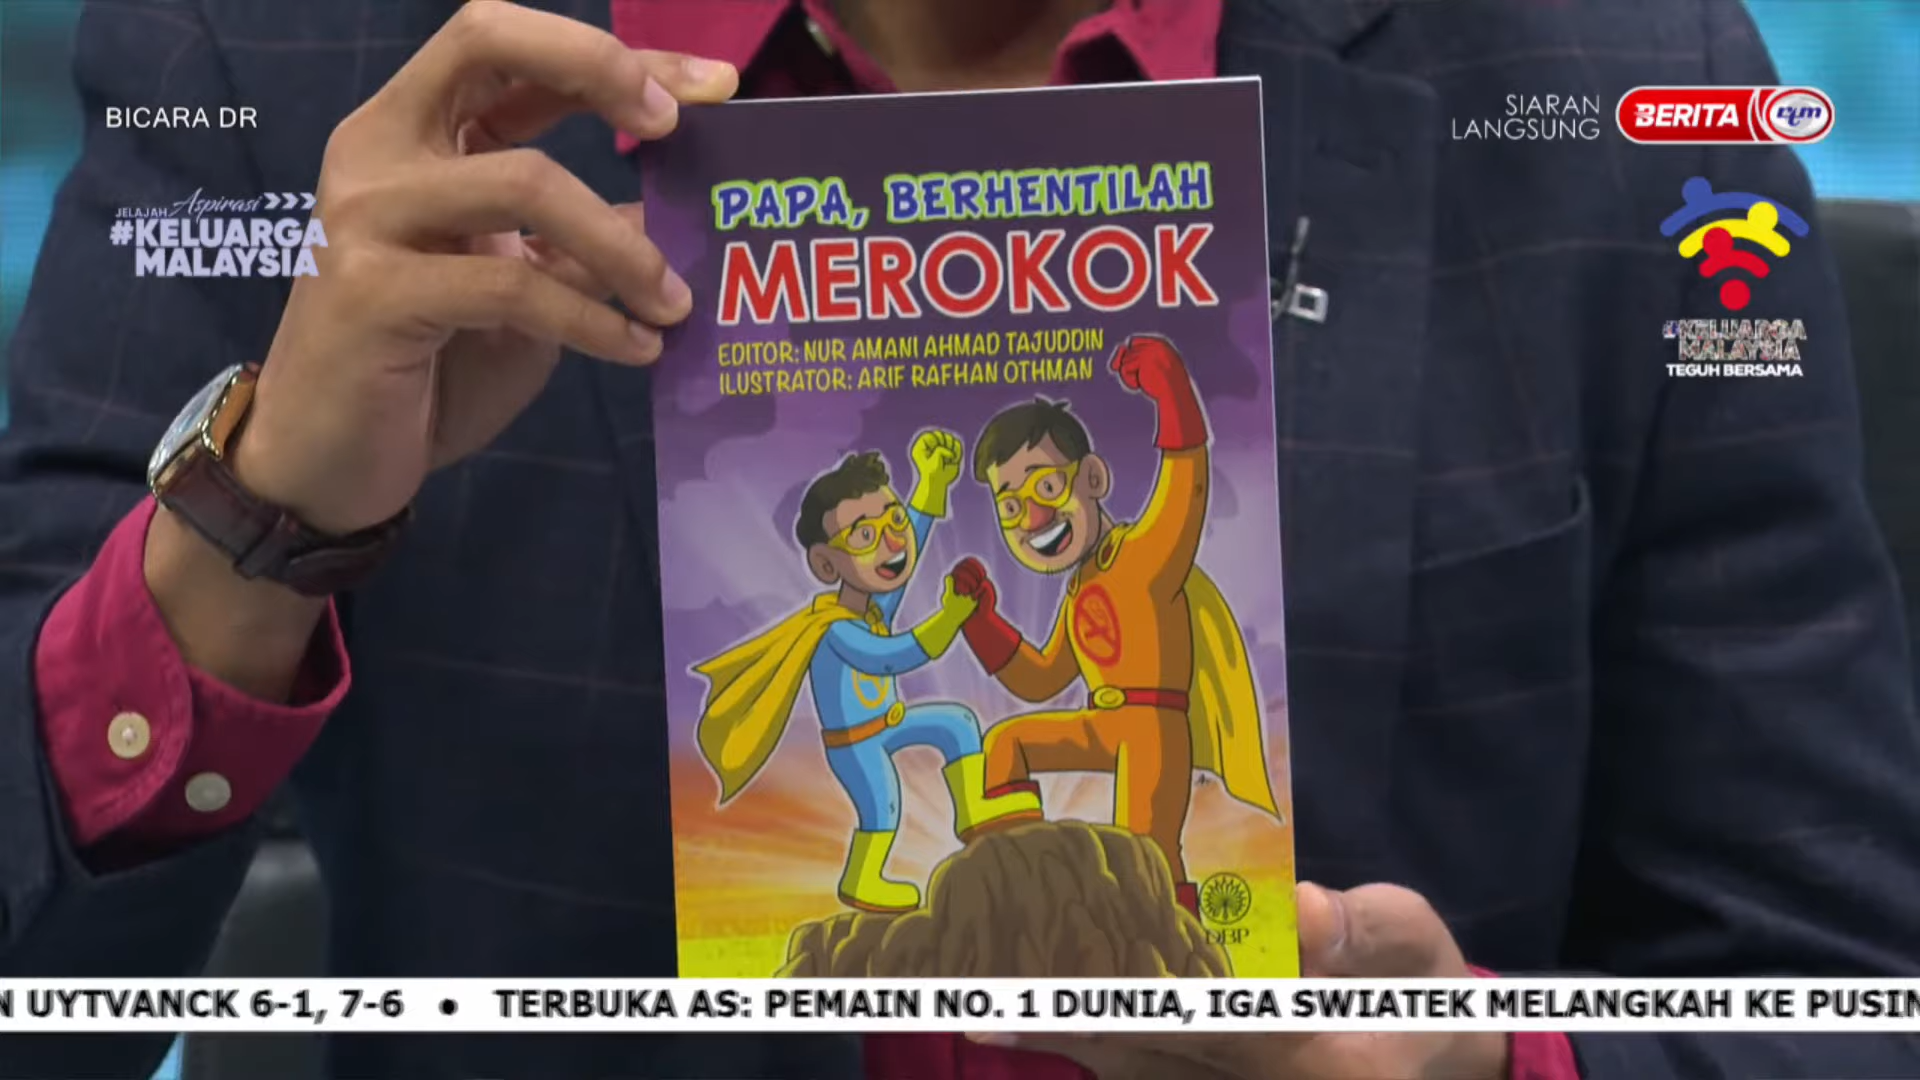 BICARA DR
SIARAN
LANGSUNG
BERITA rtm
JELAJAH Aspirasi
#KELUARGA
MALAYSIA
#KELUARGA
MALAYSIA
TEGUH BERSAMA
PAPA, BERHENTILAH
MEROKOK
EDITOR: NUR AMANI AHMAD TAJUDDIN
ILUSTRATOR: ARIF RAFHAN OTHMAN
DBP
N UYTVANCK 6-1, 7-6 • TERBUKA AS: PEMAIN NO. 1 DUNIA, IGA SWIATEK MELANGKAH KE PUSIN